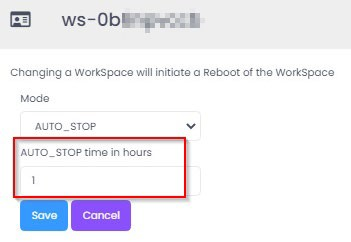 ws-0b
Changing a WorkSpace will initiate a Reboot of the WorkSpace
Mode
AUTO_STOP
AUTO_STOP time in hours
1
Save Cancel